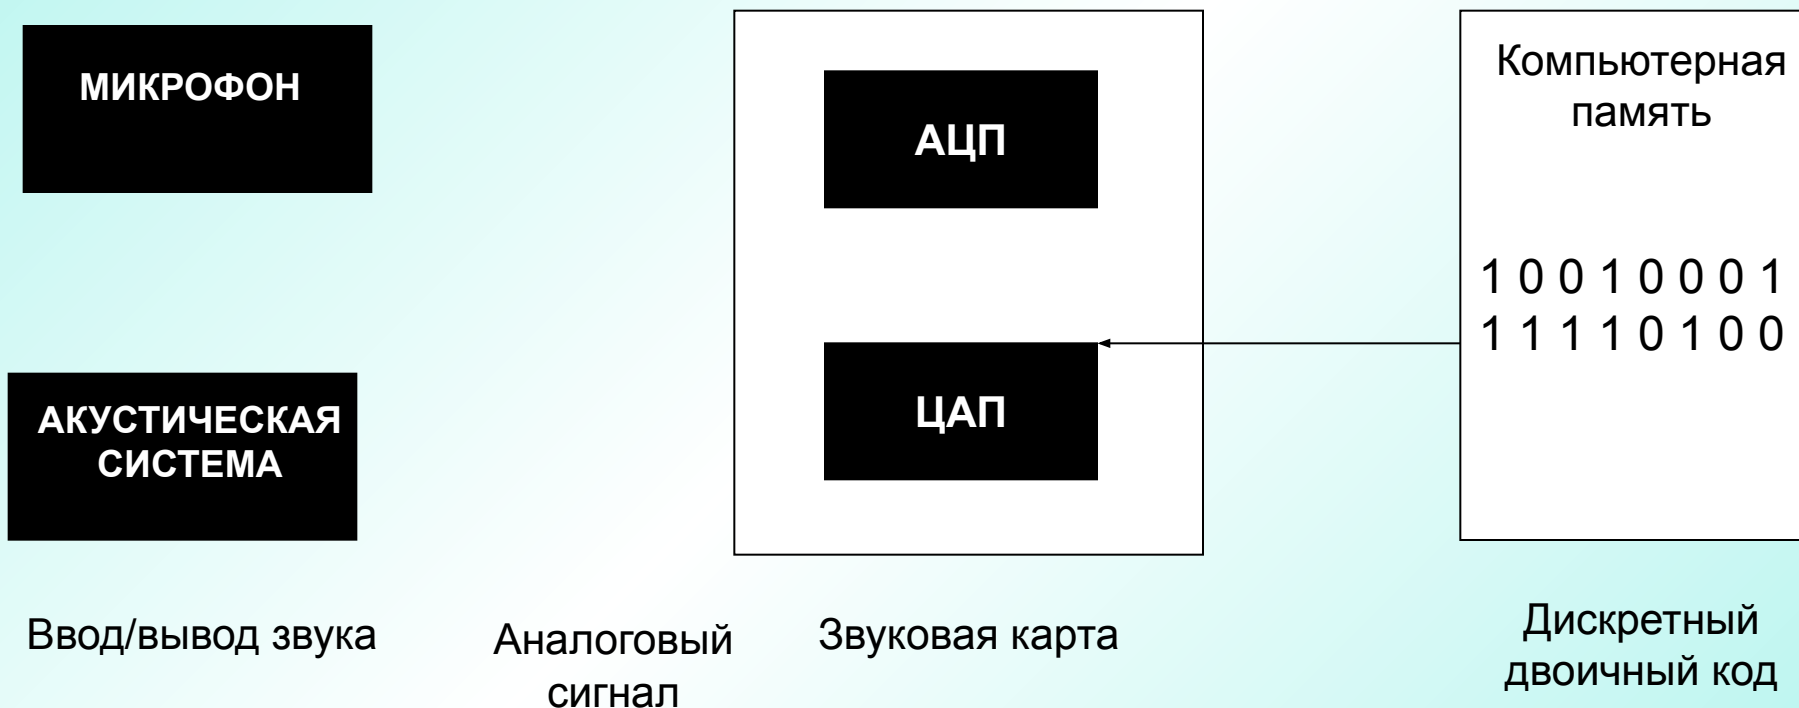 МИКРОФОН
АЦП
Компьютерная
память
1 0 0 1 0 0 0 1
1 1 1 1 0 1 0 0
АКУСТИЧЕСКАЯ
СИСТЕМА
ЦАП
Ввод/вывод звука
Аналоговый
сигнал
Звуковая карта
Дискретный
двоичный код